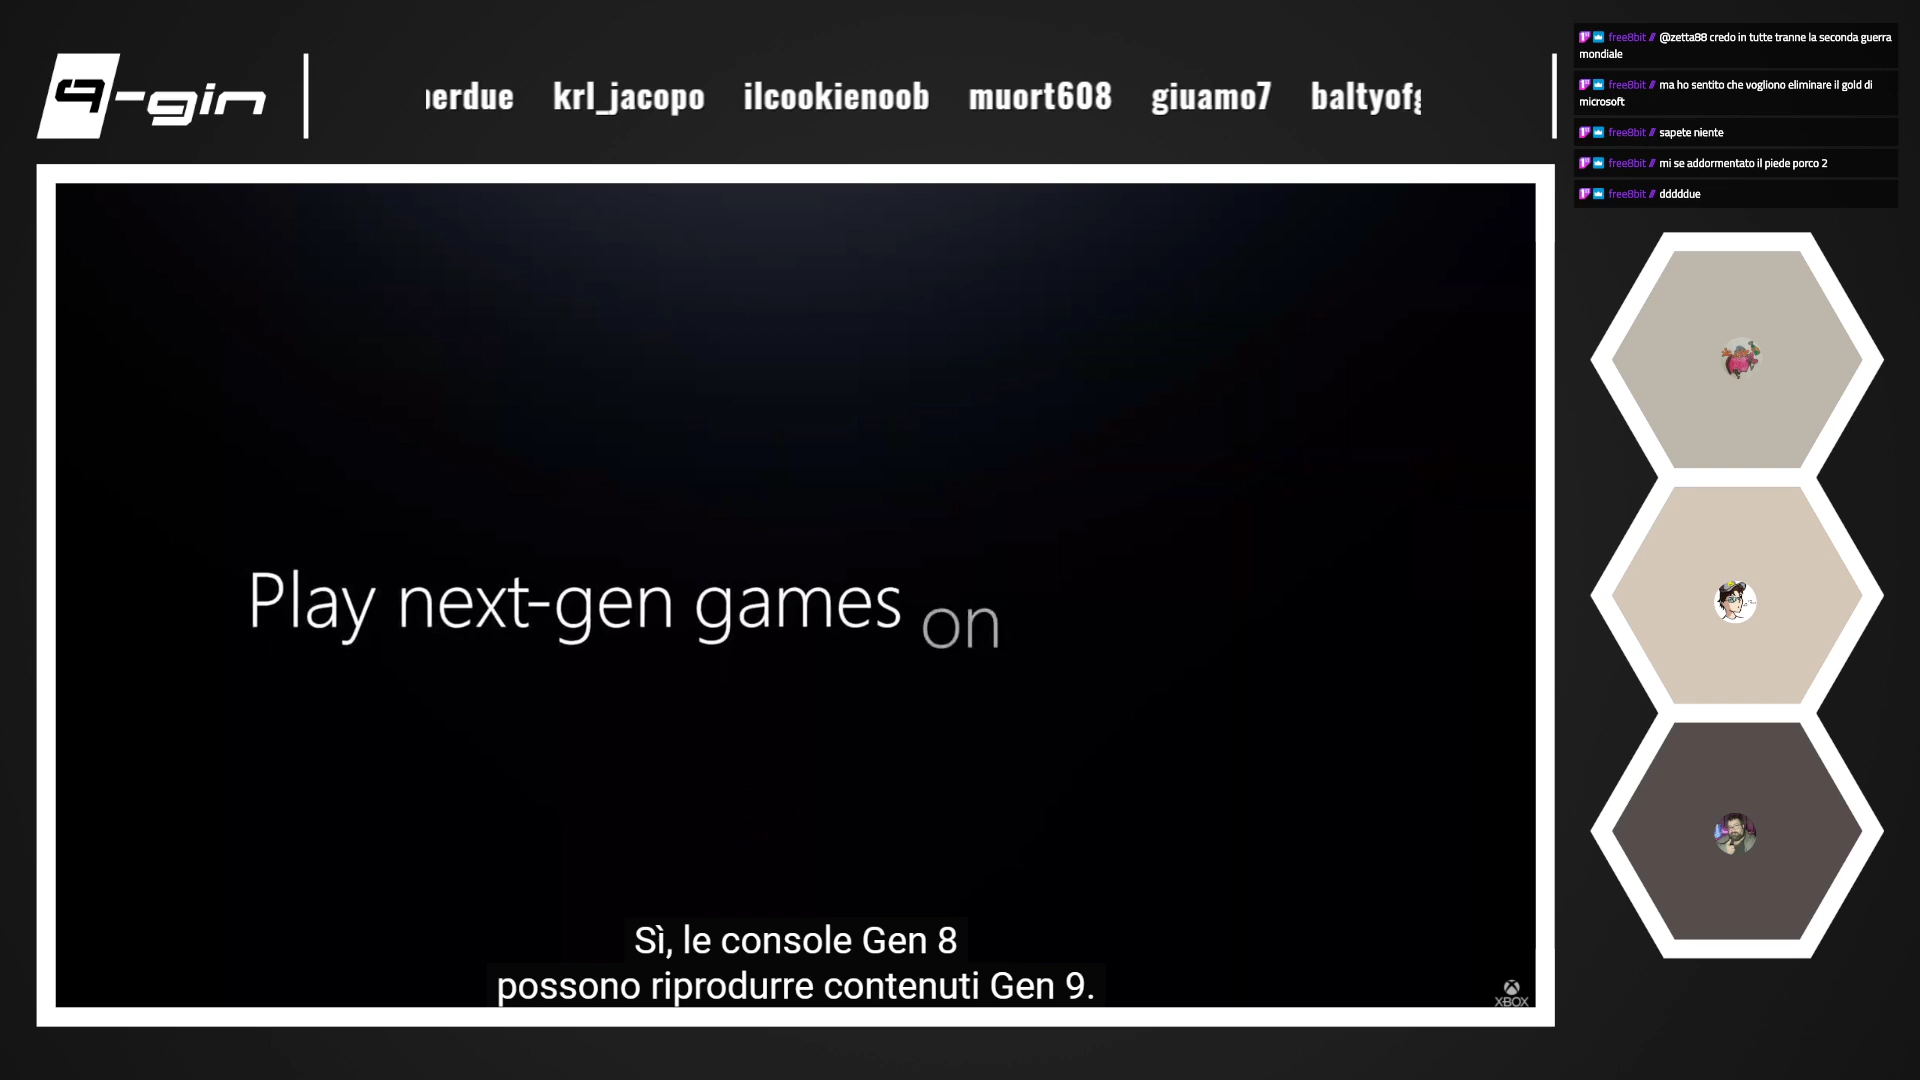 9-gin
krl_jacopo ilcookienoob muort608 giuamo7
free8bit // @zetta88 credo in tutte tranne la seconda guerra
mondiale
free8bit // ma ho sentito che vogliono eliminare il gold di
microsoft
free8bit // sapete niente
free8bit // mi se addormentato il piede porco 2
free8bit // dddddue
Play next-gen games on
Sì, le console Gen 8
possono riprodurre contenuti Gen 9.
XBOX